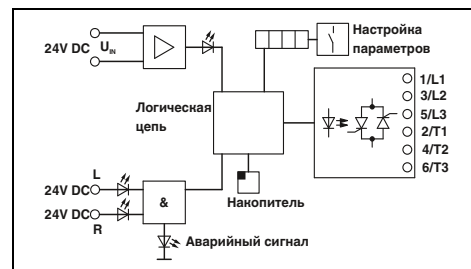 Настройка
параметров
24V DC
U IN
Логическая
цепь
1/L1
3/L2
5/L3
2/T1
4/T2
6/T3
L
24V DC
24V DC
R
&
Накопитель
Аварийный сигнал